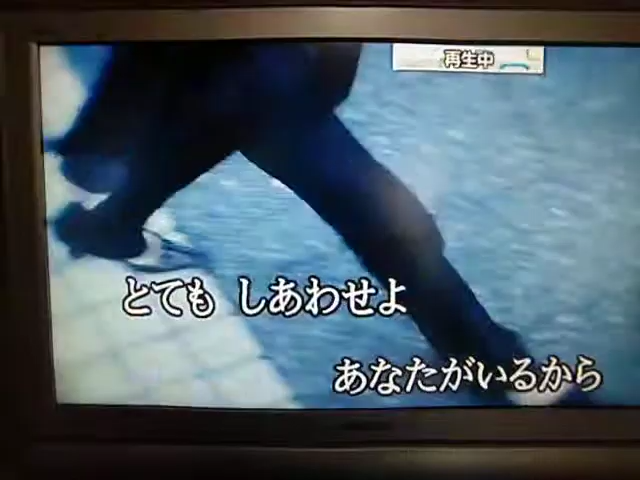 再生中
とても しあわせよ
あなたがいるから